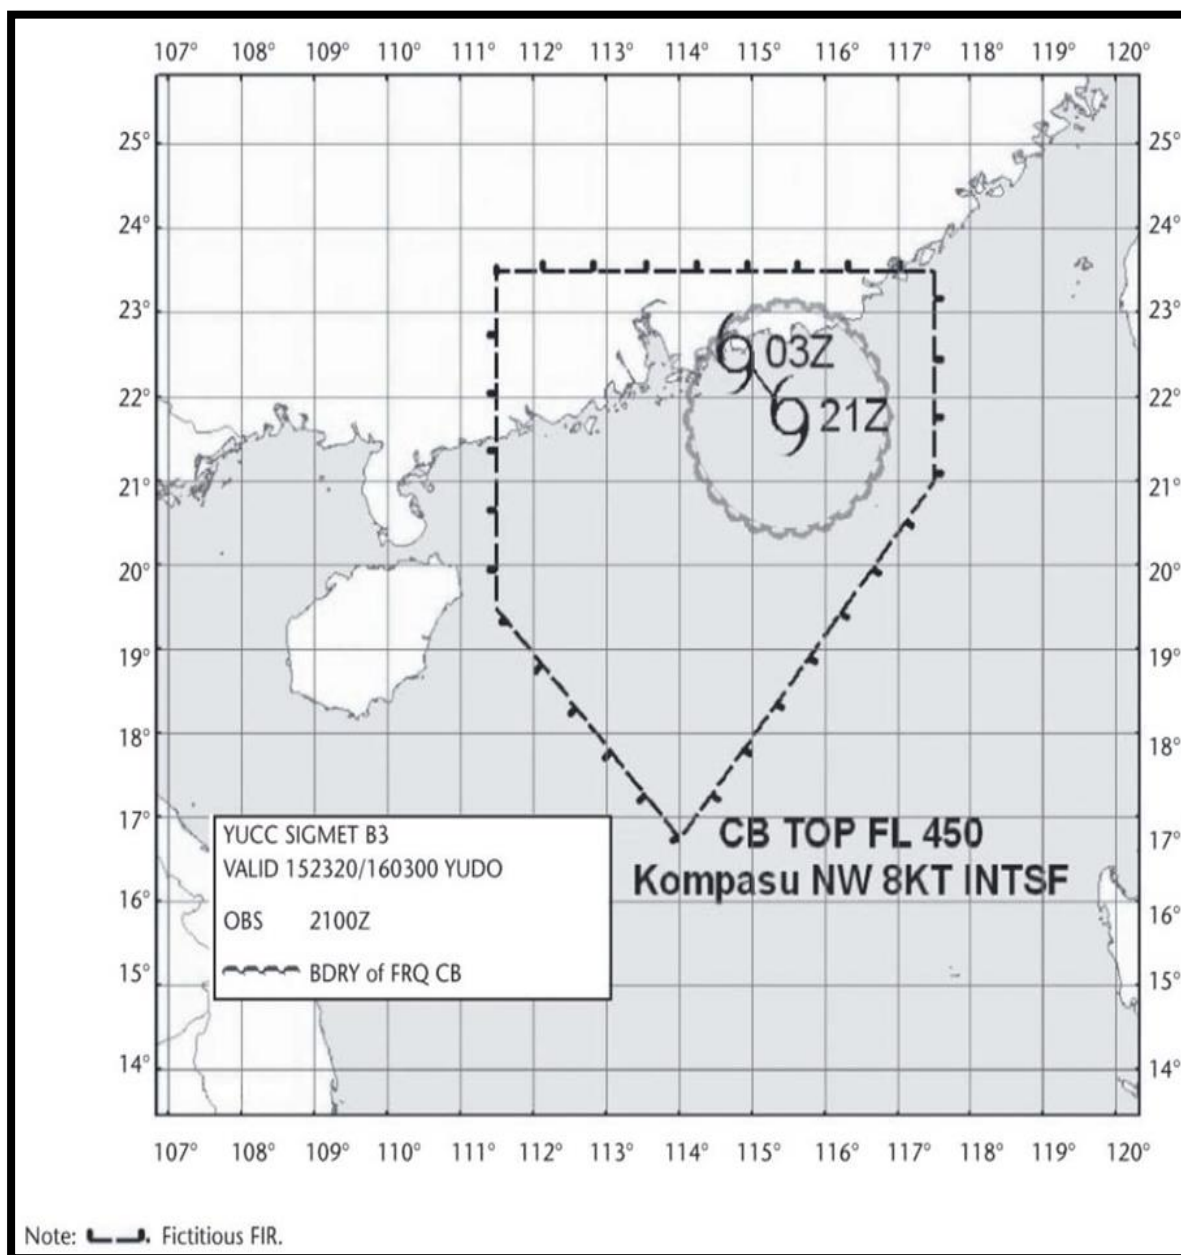 107° 108° 109° 110° 111° 112° 113° 114° 115° 116° 117° 118° 119° 120°
25° 25°
24° 24°
23° 23°
03Z
22° 21Z 22°
21° 21°
20° 20°
19° 19°
18° 18°
17° CB TOP FL 450 17°
Kompasu NW 8KT INTSF
YUCC SIGMET B3
VALID 152320/160300 YUDO
16° 16°
OBS 2100Z
15° BDRY of FRQ CB 15°
14° 14°
107° 108° 109° 110° 111° 112° 113° 114° 115° 116° 117° 118° 119° 120°
Note: Fictitious FIR.